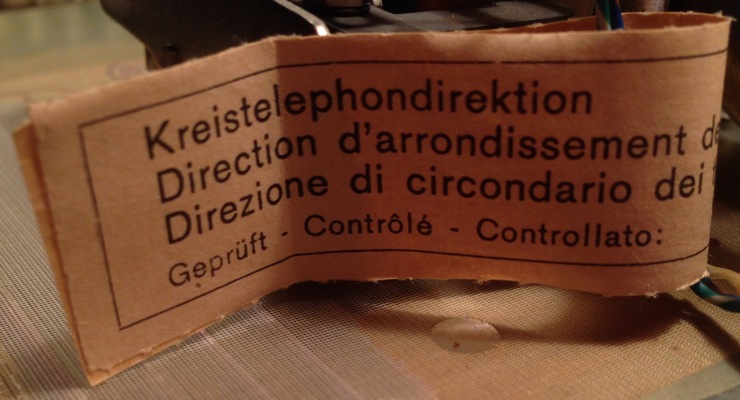 Kreistelephondirektion
Direction d'arrondissement
Direzione di circondario dei
Geprüft - Contrôlé - Controllato: